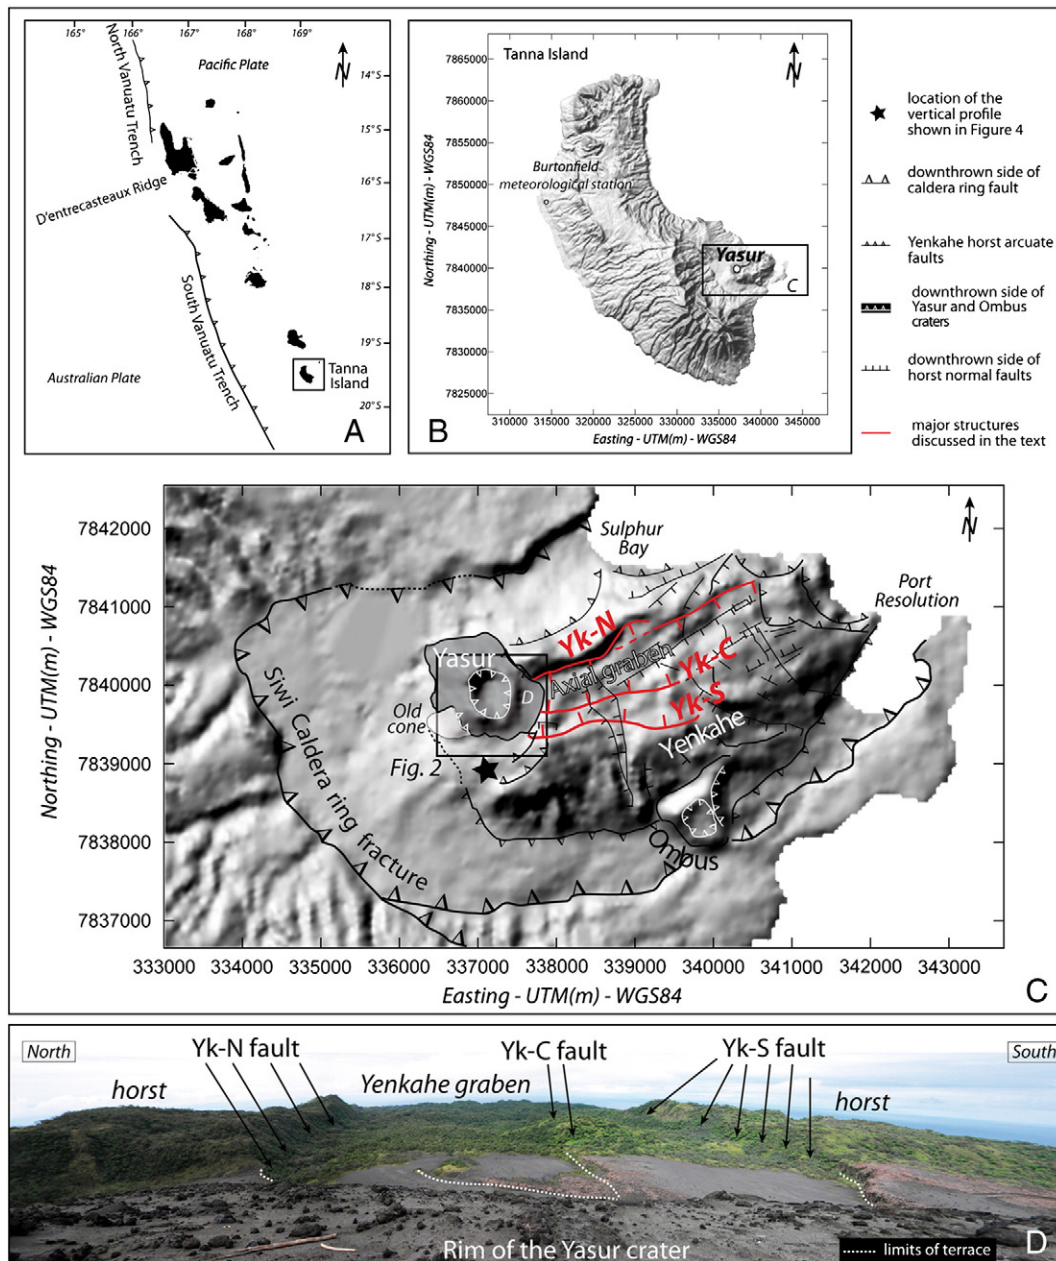 165°
166°
167°
168°
169°
Pacific Plate
N
North Vanuatu Trench
14°S
15°S
16°S
17°S
18°S
19°S
20°S
D'entrecasteaux Ridge
South Vanuatu Trench
Australian Plate
Tanna
Island
A
Tanna Island
N
7865000
7860000
7855000
7850000
7845000
7840000
7835000
7830000
7825000
Northing - UTM(m) - WGS84
Burtonfield
meteorological station
Yasur
C
310000 315000 320000 325000 330000 335000 340000 345000
Easting - UTM(m) - WGS84
B
location of the
vertical profile
shown in Figure 4
downthrown side of
caldera ring fault
Yenkahe horst arcuate
faults
downthrown side of
Yasur and Ombus
craters
downthrown side of
horst normal faults
major structures
discussed in the text
7842000
7841000
7840000
7839000
7838000
7837000
Northing - UTM(m) - WGS84
Sulphur
Bay
N
Port
Resolution
Yk-N
Axial graben
Yk-C
Yk-S
Yasur
D
Old
cone
Fig. 2
Yenkahe
Ombus
Siwi Caldera ring fracture
333000 334000 335000 336000 337000 338000 339000 340000 341000 342000 343000
Easting - UTM(m) - WGS84
C
North
Yk-N fault
Yk-C fault
Yk-S fault
South
horst
Yenkahe graben
horst
Rim of the Yasur crater
limits of terrace
D